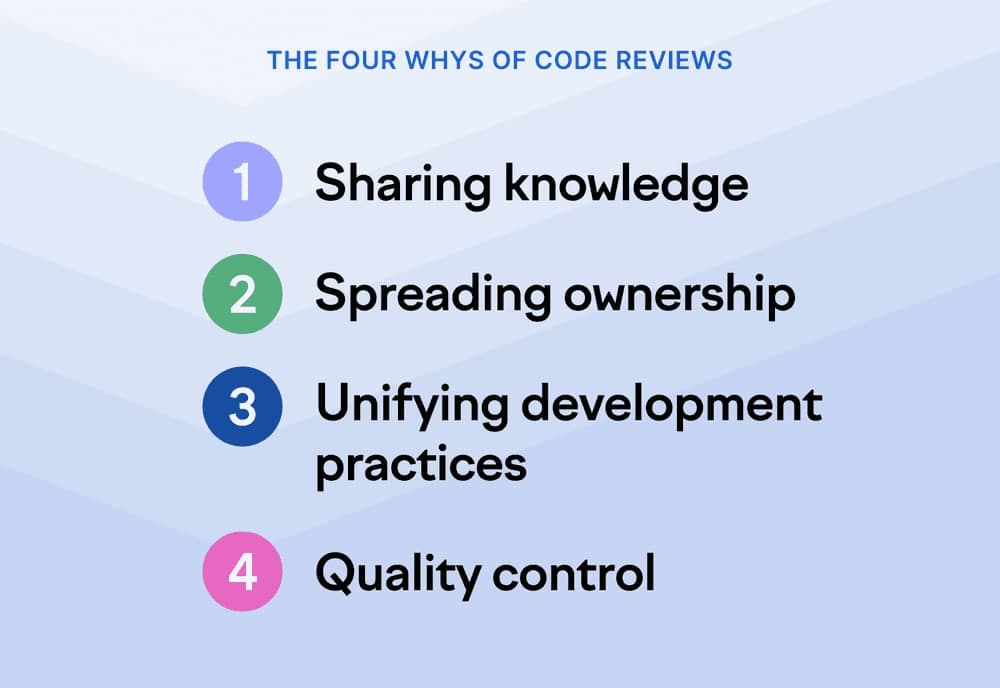 THE FOUR WHYS OF CODE REVIEWS
1 Sharing knowledge
2 Spreading ownership
3 Unifying development
practices
4 Quality control